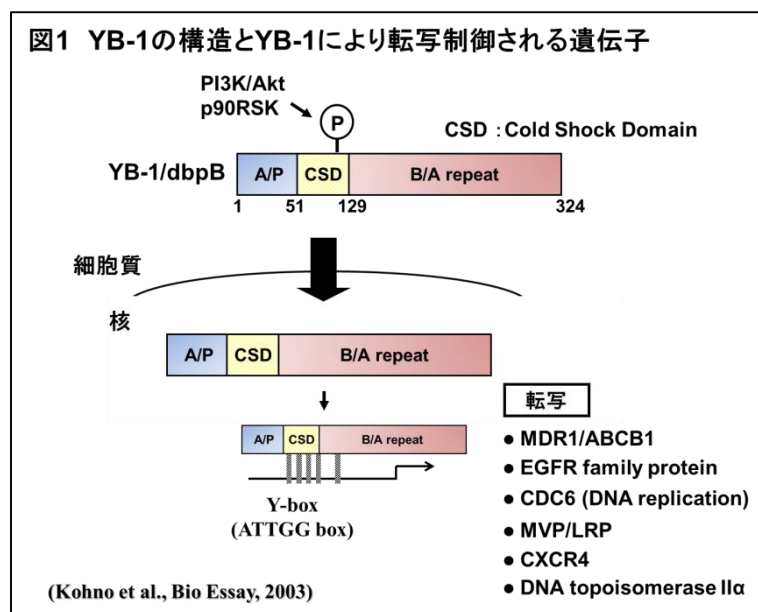 図1 YB-1の構造とYB-1により転写制御される遺伝子
PI3K/Akt
p90RSK
P
CSD :Cold Shock Domain
YB-1/dbpB
A/P
CSD
B/A repeat
1
51
129
324
細胞質
核
A/P
CSD
B/A repeat
転写
A/P
CSD
B/A repeat
Y-box
(ATTGG box)
● MDR1/ABCB1
● EGFR family protein
● CDC6 (DNA replication)
● MVP/LRP
● CXCR4
● DNA topoisomerase IIα
(Kohno et al., Bio Essay, 2003)